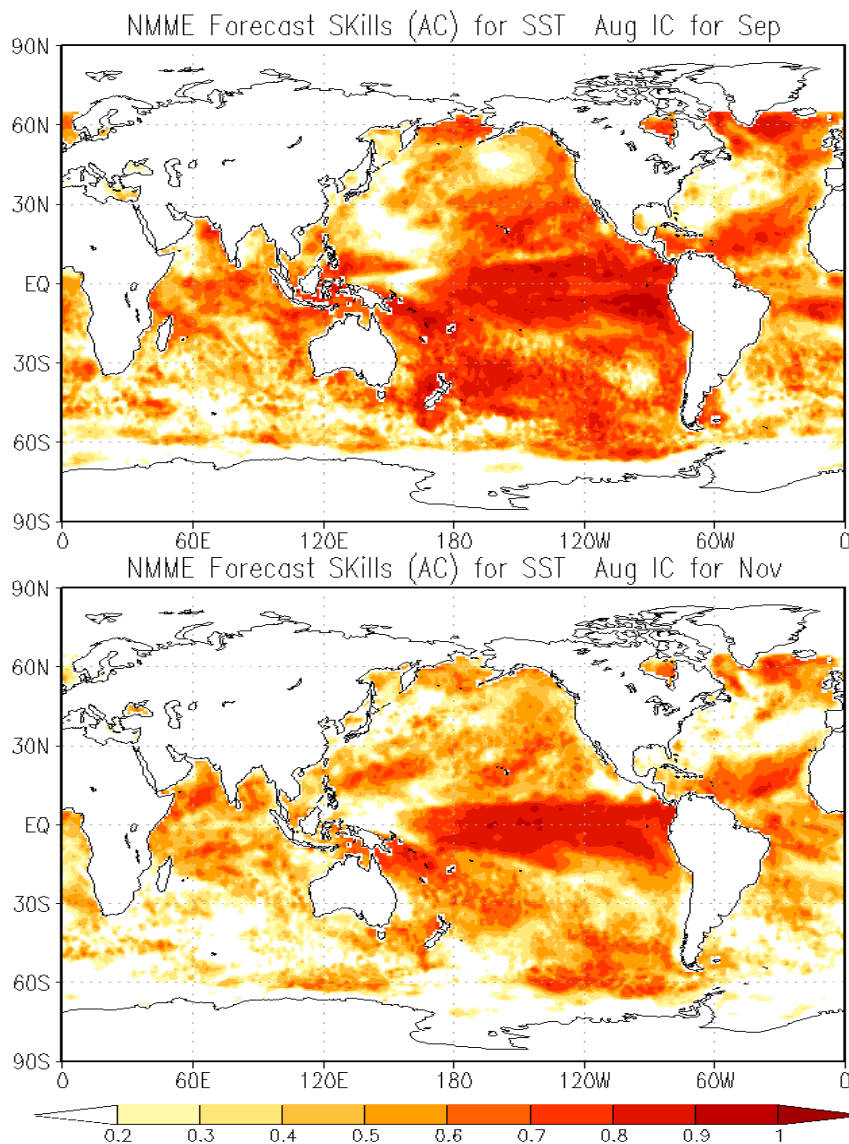 NMME Forecast SKills (AC) for SST Aug IC for Sep
90N
60N
30N
EQ
30S
60S
90S
0 60E 120E 180 120W 60W 0
NMME Forecast SKills (AC) for SST Aug IC for Nov
90N
60N
30N
EQ
30S
60S
90S
0 60E 120E 180 120W 60W 0
0.2 0.3 0.4 0.5 0.6 0.7 0.8 0.9 1